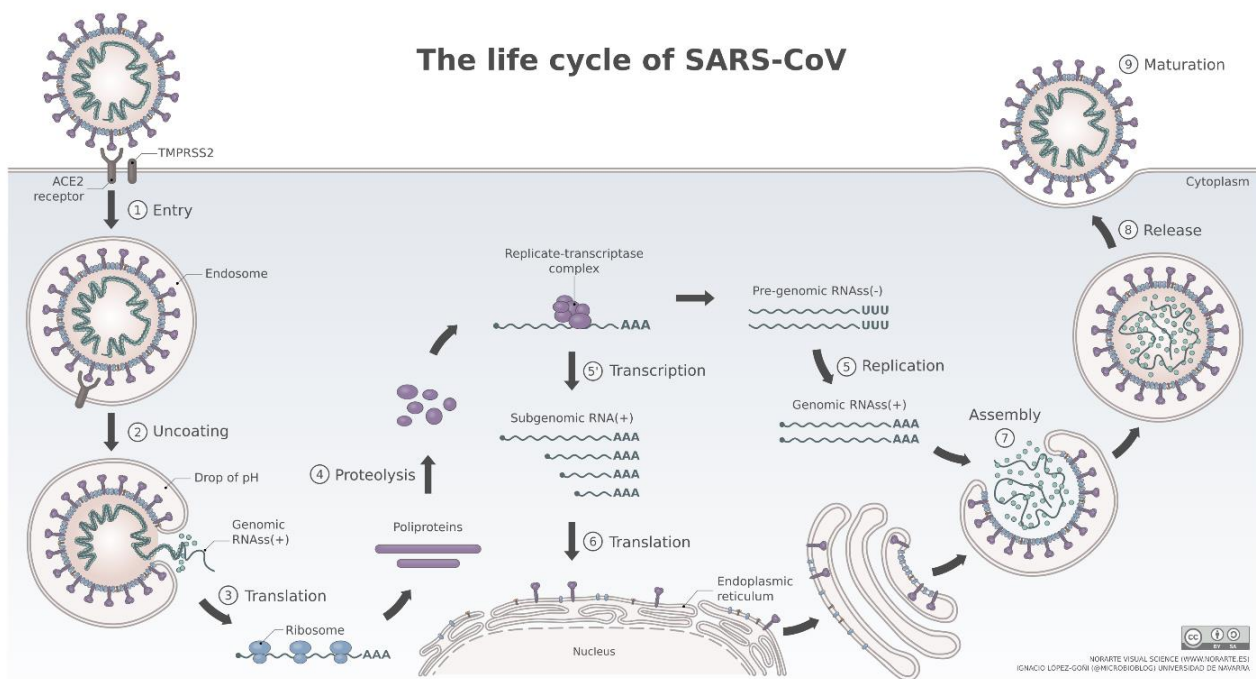 The life cycle of SARS-CoV
TMPRSS2
ACE2
receptor
1 Entry
Endosome
2 Uncoating
Drop of pH
Genomic
RNAss(+)
3 Translation
Ribosome
AAA
Poliproteins
4 Proteolysis
Replicate-transcriptase
complex
AAA
5' Transcription
Subgenomic RNA(+)
AAA
AAA
AAA
AAA
6 Translation
Endoplasmic
reticulum
Nucleus
Pre-genomic RNAss(-)
UUU
UUU
5 Replication
Genomic RNAss(+)
AAA
AAA
Assembly
7
8 Release
9 Maturation
Cytoplasm
cc
BY SA
NORARTE VISUAL SCIENCE (WWW.NORARTE.ES)
IGNACIO LÓPEZ-GOÑI (@MICROBIOBLOG) UNIVERSIDAD DE NAVARRA